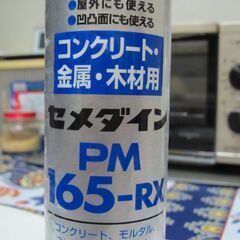 ●屋外にも使える
●凹凸面にも使える
コンクリート・
金属・木材用
セメダイン
PM
165-RX
コンクリート、モルタル、